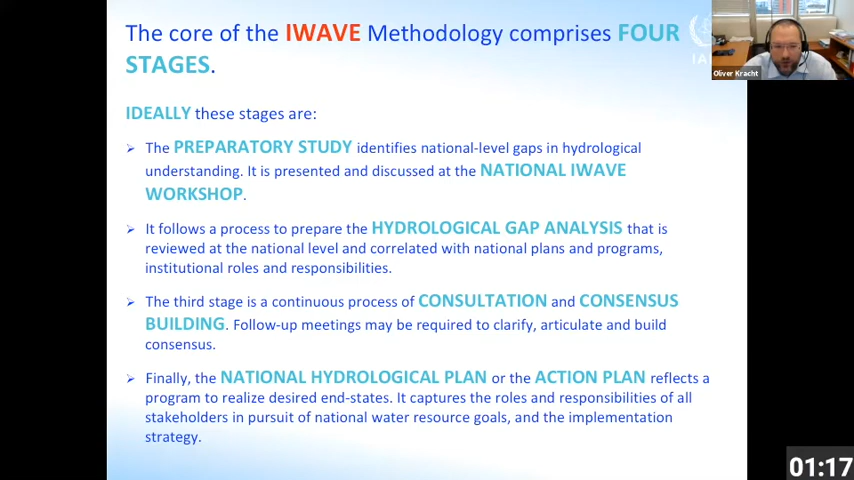 The core of the IWAVE Methodology comprises FOUR
STAGES.
IDEALLY these stages are:
The PREPARATORY STUDY identifies national-level gaps in hydrological
understanding. It is presented and discussed at the NATIONAL IWAVE
WORKSHOP.
It follows a process to prepare the HYDROLOGICAL GAP ANALYSIS that is
reviewed at the national level and correlated with national plans and programs,
institutional roles and responsibilities.
The third stage is a continuous process of CONSULTATION and CONSENSUS
BUILDING. Follow-up meetings may be required to clarify, articulate and build
consensus.
Finally, the NATIONAL HYDROLOGICAL PLAN or the ACTION PLAN reflects a
program to realize desired end-states. It captures the roles and responsibilities of all
stakeholders in pursuit of national water resource goals, and the implementation
strategy.
Oliver Kracht
01:17